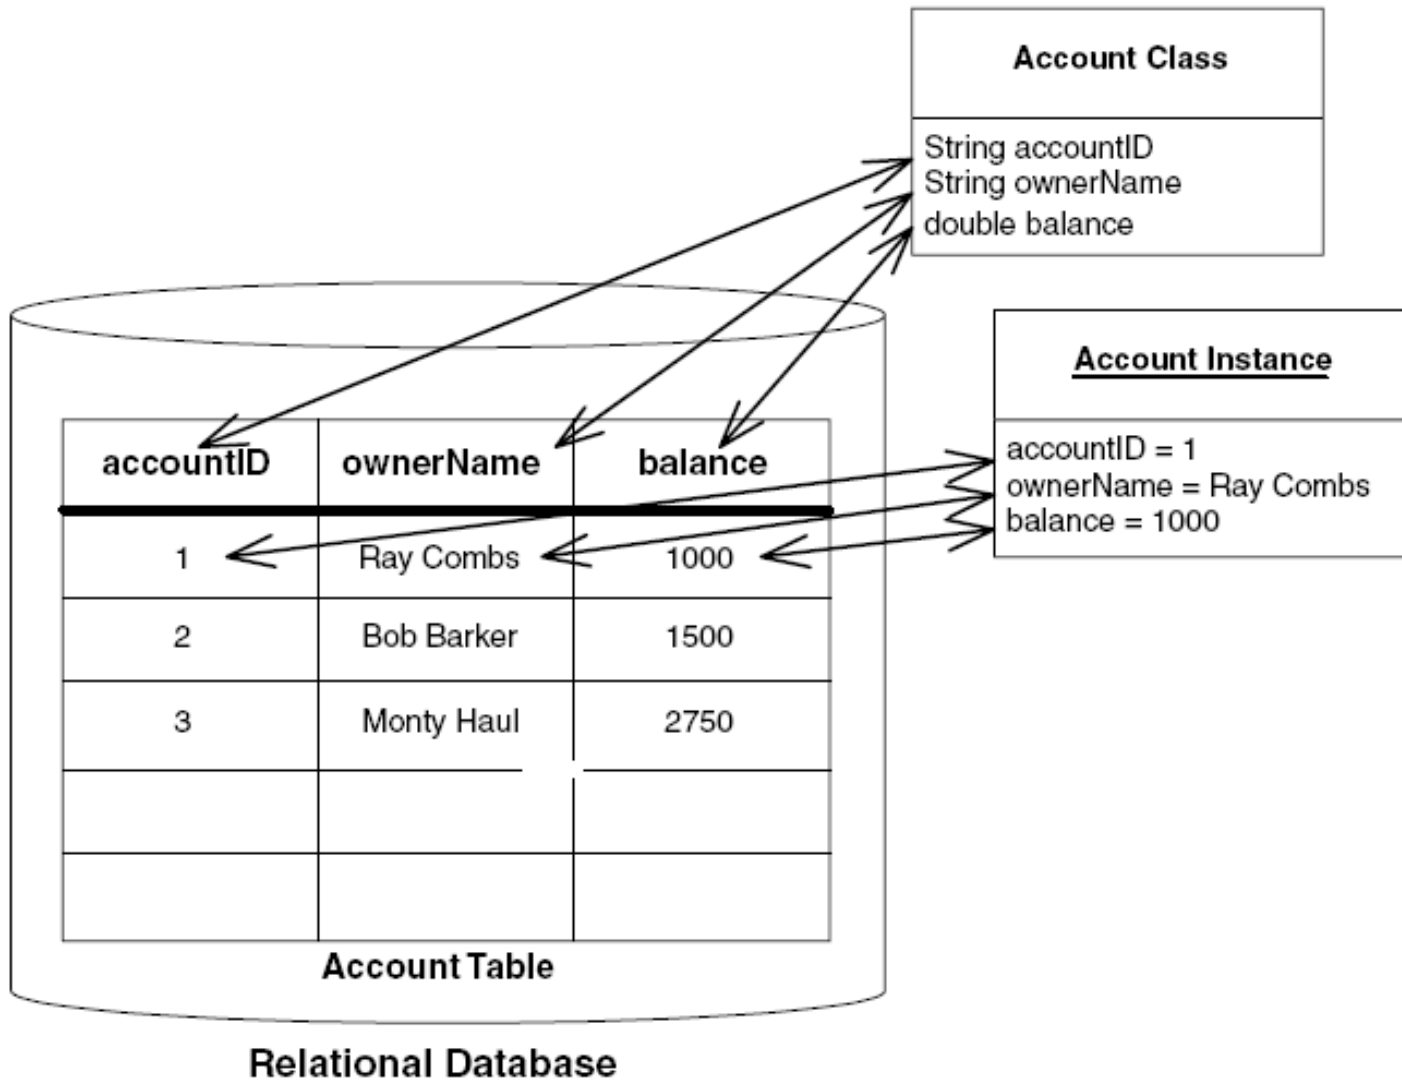 Account Class
String accountID
String ownerName
double balance
Account Instance
accountID = 1
ownerName = Ray Combs
balance = 1000
accountID ownerName balance
1 Ray Combs 1000
2 Bob Barker 1500
3 Monty Haul 2750
Account Table
Relational Database